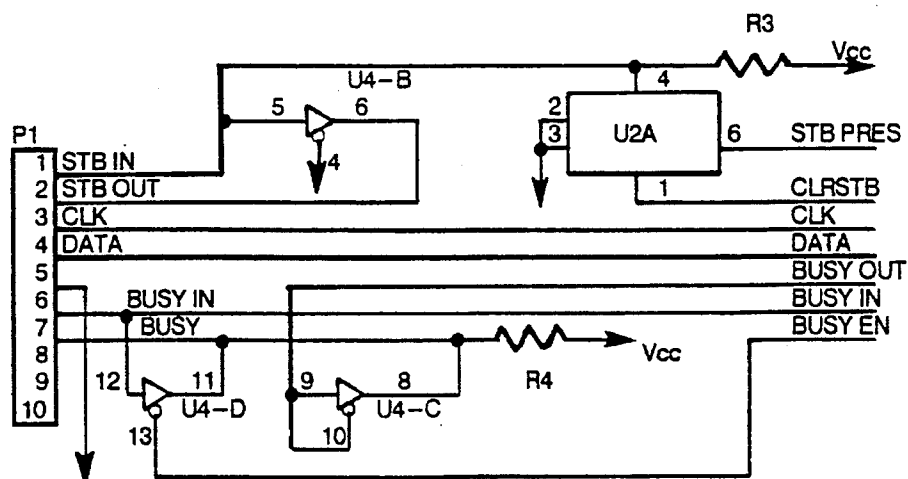 R3
Vcc
U4-B
4
5
6
2
3
U2A
6
STB PRES
P1
4
1
STB IN
1
CLRSTB
2
STB OUT
3
CLK
CLK
4
DATA
DATA
5
BUSY OUT
6
BUSY IN
BUSY IN
7
BUSY
BUSY EN
8
Vcc
9
R4
10
12
11
U4-D
9
8
U4-C
13
10